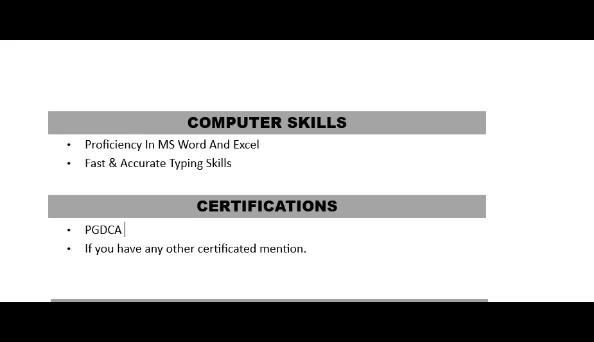 COMPUTER SKILLS
• Proficiency In MS Word And Excel
• Fast & Accurate Typing Skills
CERTIFICATIONS
• PGDCA
• If you have any other certificated mention.